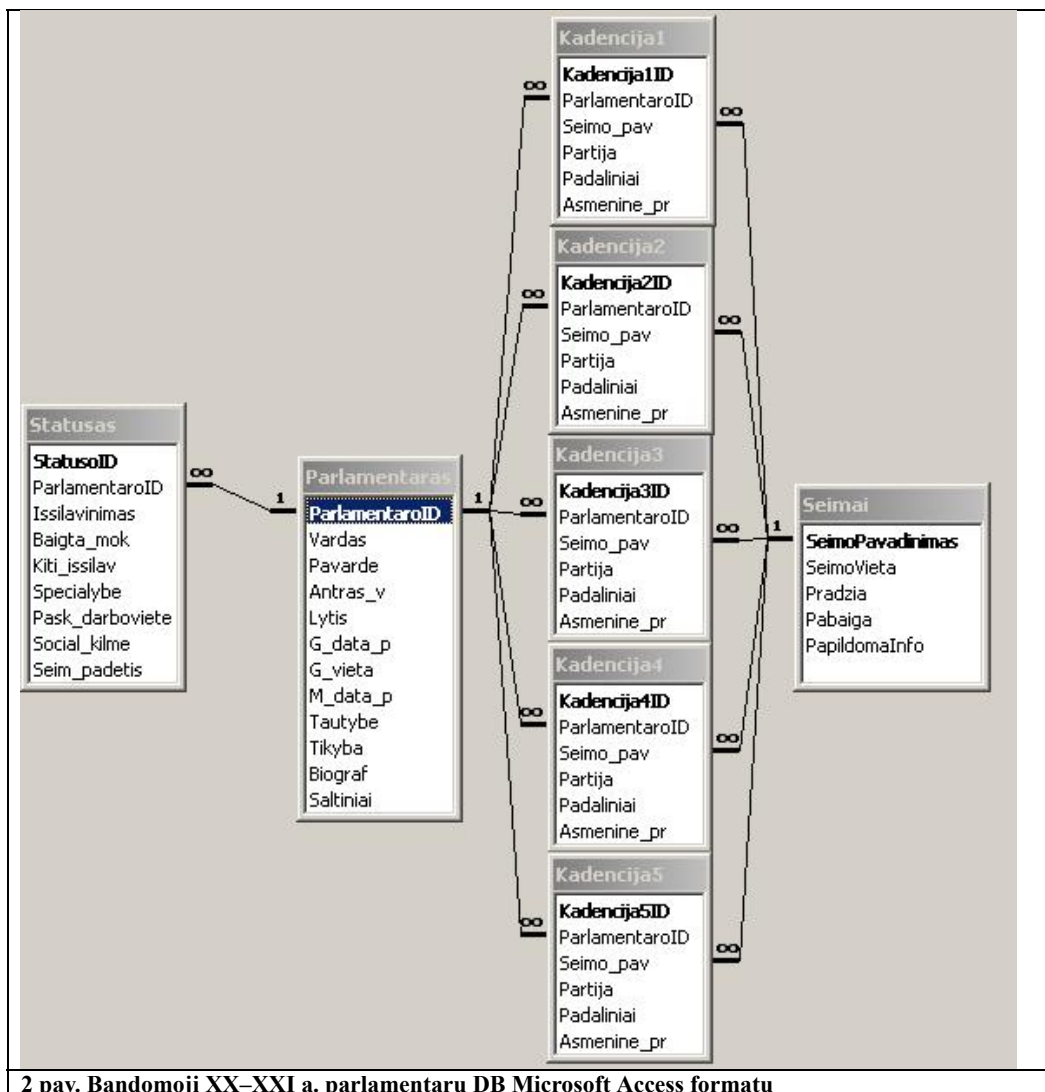 Statusas
StatusoID
ParlamentaroID
Issilavinimas
Baigta_mok
Kiti_issilav
Specialybe
Pask_darboviete
Social_kilme
Seim_padetis
∞
1
Parlamentaras
ParlamentaroID
Vardas
Pavarde
Antras_v
Lytis
G_data_p
G_vieta
M_data_p
Tautybe
Tikyba
Biograf
Saltiniai
1
∞
Kadencija1
Kadencija1ID
ParlamentaroID
Seimo_pav
Partija
Padaliniai
Asmenine_pr
∞
∞
Kadencija2
Kadencija2ID
ParlamentaroID
Seimo_pav
Partija
Padaliniai
Asmenine_pr
∞
∞
Kadencija3
Kadencija3ID
ParlamentaroID
Seimo_pav
Partija
Padaliniai
Asmenine_pr
∞
∞
Kadencija4
Kadencija4ID
ParlamentaroID
Seimo_pav
Partija
Padaliniai
Asmenine_pr
∞
∞
Kadencija5
Kadencija5ID
ParlamentaroID
Seimo_pav
Partija
Padaliniai
Asmenine_pr
∞
1
Seimai
SeimoPavadinimas
SeimoVieta
Pradzia
Pabaiga
PapildomaInfo
2 pav. Bandomoji XX–XXI a. parlamentarų DB Microsoft Access formatu